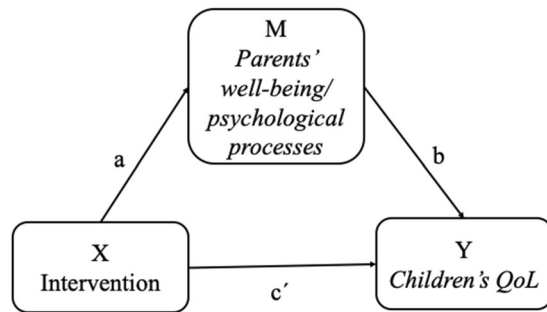 M
Parents’
well-being/
psychological
processes
a
b
X
Intervention
Y
Children’s QoL
c´